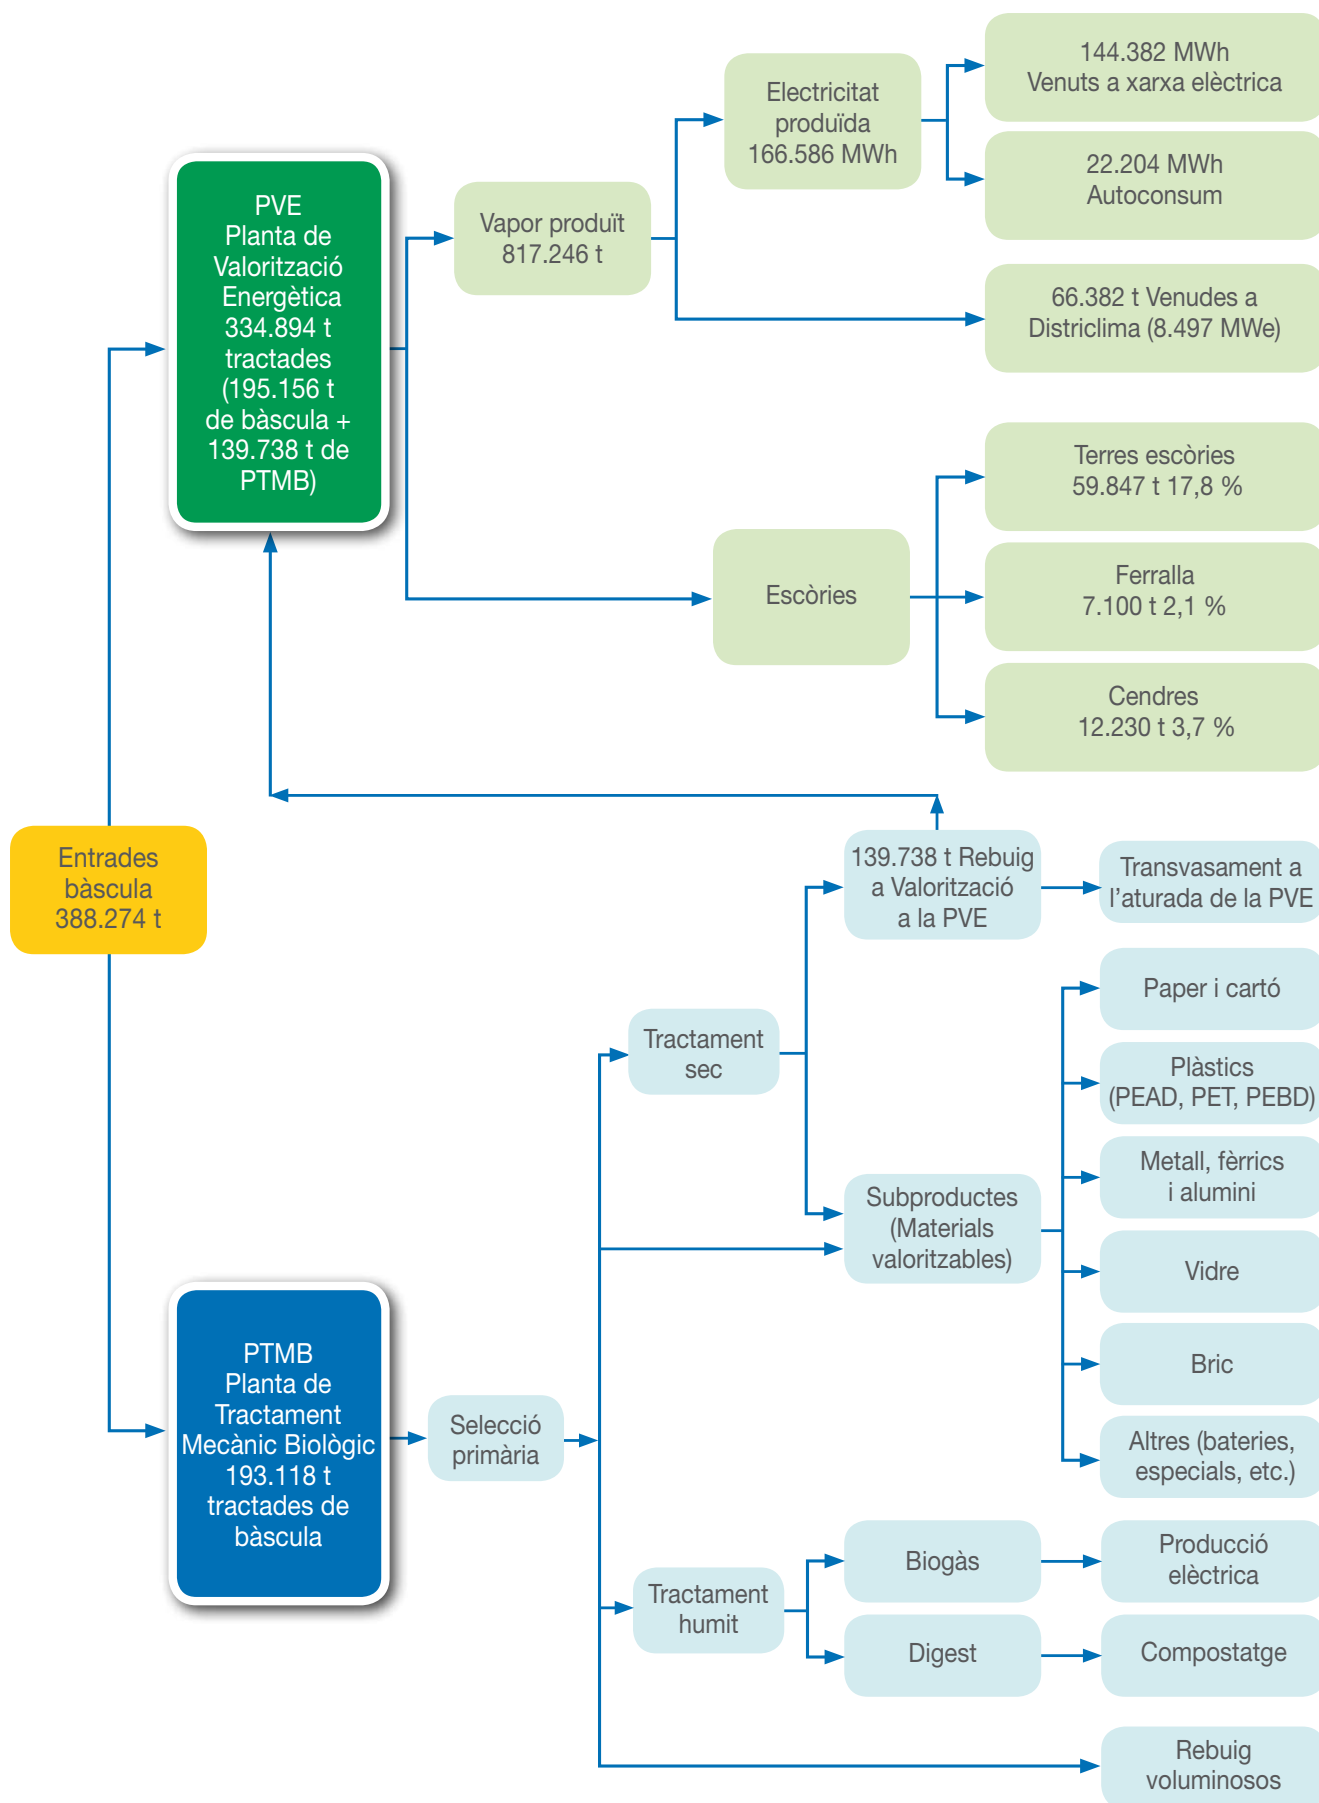 144.382 MWh
Venuts a xarxa elèctrica
Electricitat
produïda
166.586 MWh
22.204 MWh
Autoconsum
PVE
Planta de
Valorització
Energètica
334.894 t
tractades
(195.156 t
de bàscula +
139.738 t de
PTMB)
Vapor produït
817.246 t
66.382 t Venudes a
Districlima (8.497 MWe)
Terres escòries
59.847 t 17,8 %
Escòries
Ferralla
7.100 t 2,1 %
Cendres
12.230 t 3,7 %
Entrades
bàscula
388.274 t
139.738 t Rebuig
a Valorització
a la PVE
Transvasament a
l’aturada de la PVE
Paper i cartó
Tractament
sec
Plàstics
(PEAD, PET, PEBD)
Metall, fèrrics
i alumini
Subproductes
(Materials
valoritzables)
Vidre
Bric
PTMB
Planta de
Tractament
Mecànic Biològic
193.118 t
tractades de
bàscula
Selecció
primària
Altres (bateries,
especials, etc.)
Tractament
humit
Biogàs
Producció
elèctrica
Digest
Compostatge
Rebuig
voluminosos